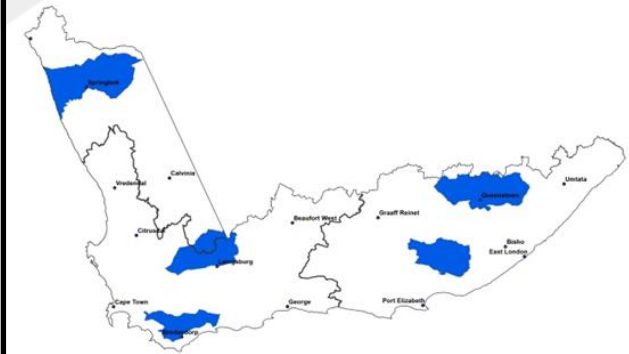 Springbok
Calvinia
Vredendal
Umtata
Queenstown
Graaff Reinet
Beaufort West
Citrusdal
Bisho
East London
Laingsburg
Cape Town
George
Port Elizabeth
Bredasdorp